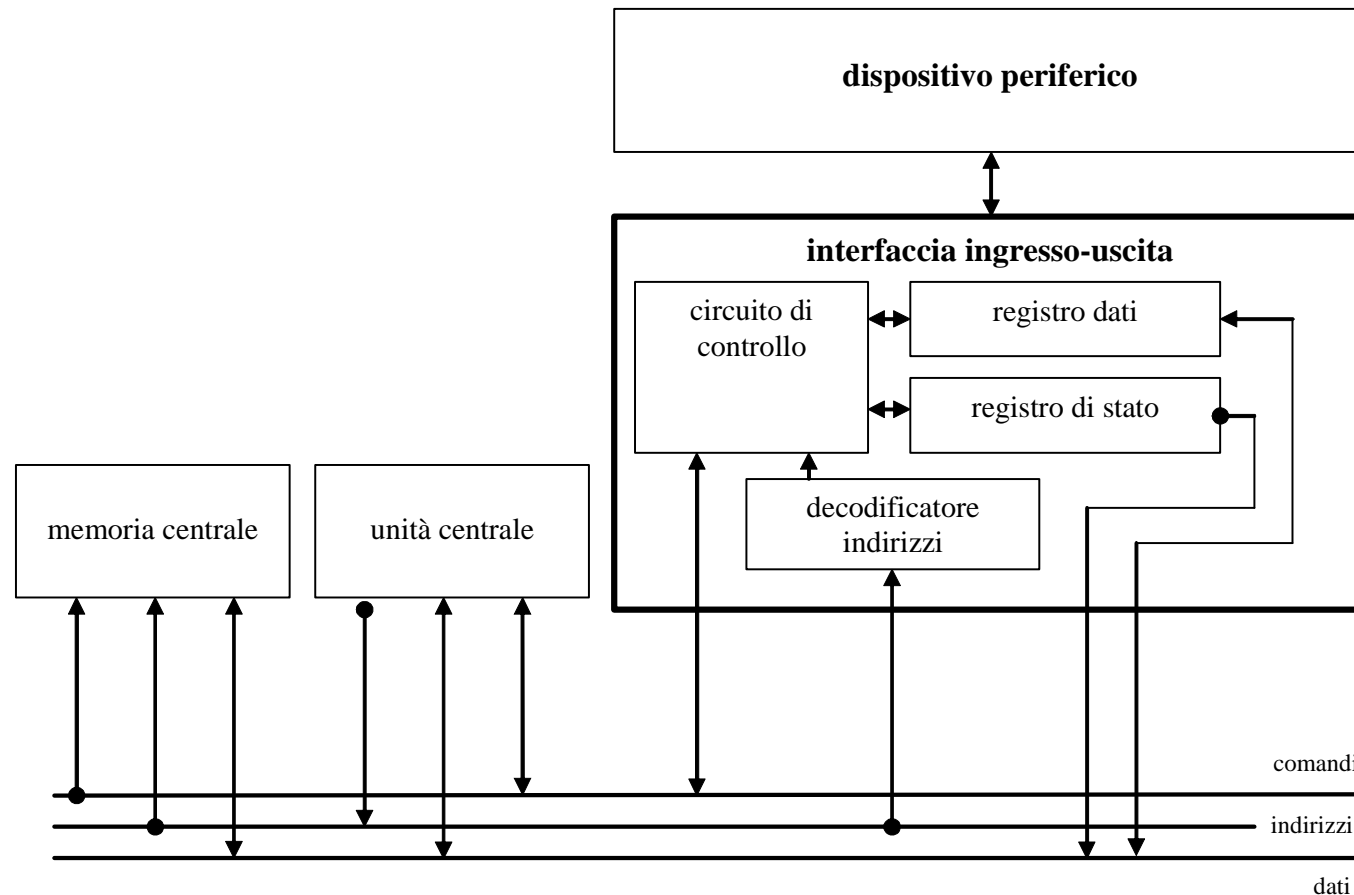 dispositivo periferico
interfaccia ingresso-uscita
circuito di
controllo
registro dati
registro di stato
decodificatore
indirizzi
memoria centrale
unità centrale
comandi
indirizzi
dati